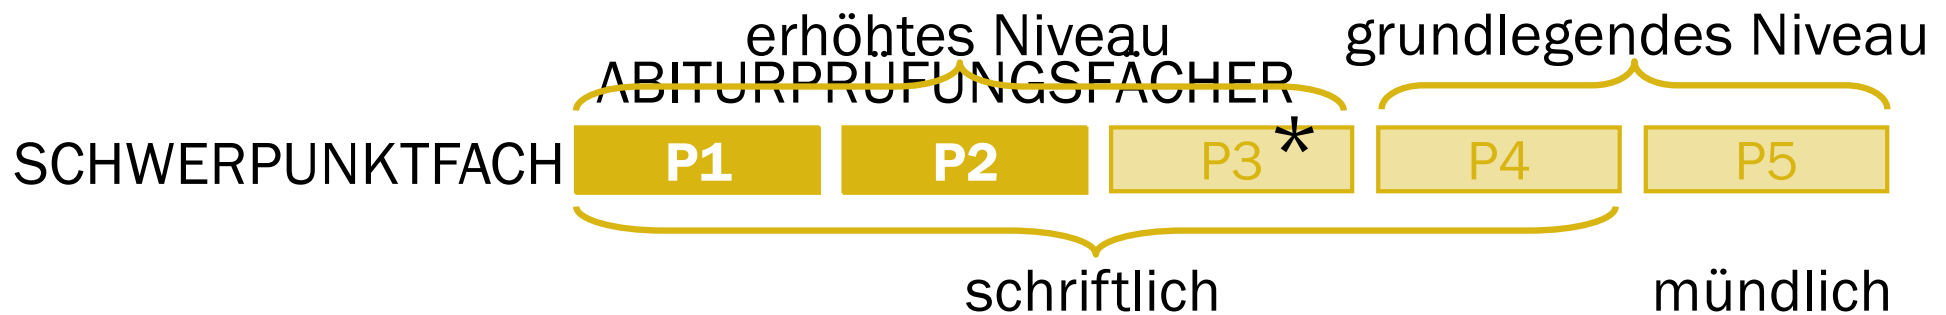 erhöhtes Niveau grundlegendes Niveau
ABITURPRÜFUNGSFÄCHER
SCHWERPUNKTFACH P1 P2 P3 * P4 P5
schriftlich mündlich